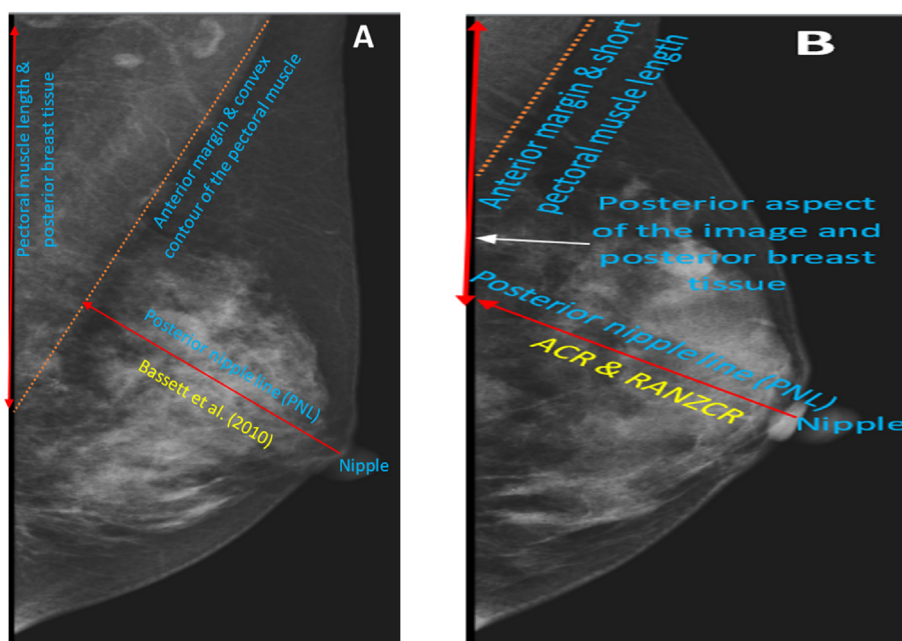 A
Pectoral muscle length &
posterior breast tissue
Anterior margin & convex
contour of the pectoral muscle
Posterior nipple line (PNL)
Bassett et al. (2010)
Nipple
B
Anterior margin & short
pectoral muscle length
Posterior aspect
of the image and
posterior breast
tissue
Posterior nipple line (PNL)
ACR & RANZCR
Nipple